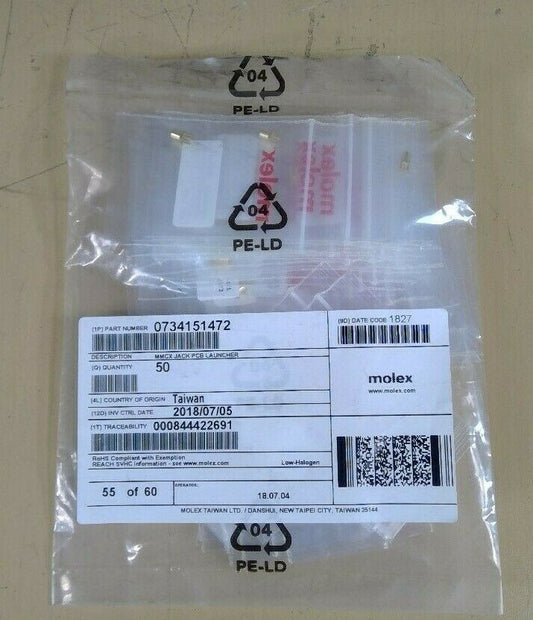 04
PE-LD
molex
molex
molex
04
PE-LD
(1P) PART NUMBER 0734151472
(9D) DATE CODE 1827
DESCRIPTION MMCX JACK PCB LAUNCHER
(Q) QUANTITY 50
molex
www.molex.com
(4L) COUNTRY OF ORIGIN Taiwan
(12D) INV CTRL DATE 2018/07/05
(1T) TRACEABILITY 000844422691
RoHS Compliant with Exemption
REACH SVHC Information - see www.molex.com Low-Halogen
55 of 60
OPERATOR:
18.07.04
MOLEX TAIWAN LTD. / DANSHUI, NEW TAIPEI CITY, TAIWAN 25144
04
PE-LD